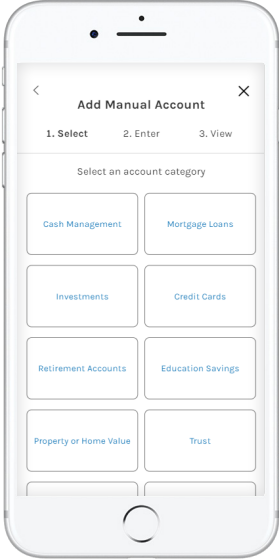 Add Manual Account
1. Select 2. Enter 3. View
Select an account category
Cash Management Mortgage Loans
Investments Credit Cards
Retirement Accounts Education Savings
Property or Home Value Trust